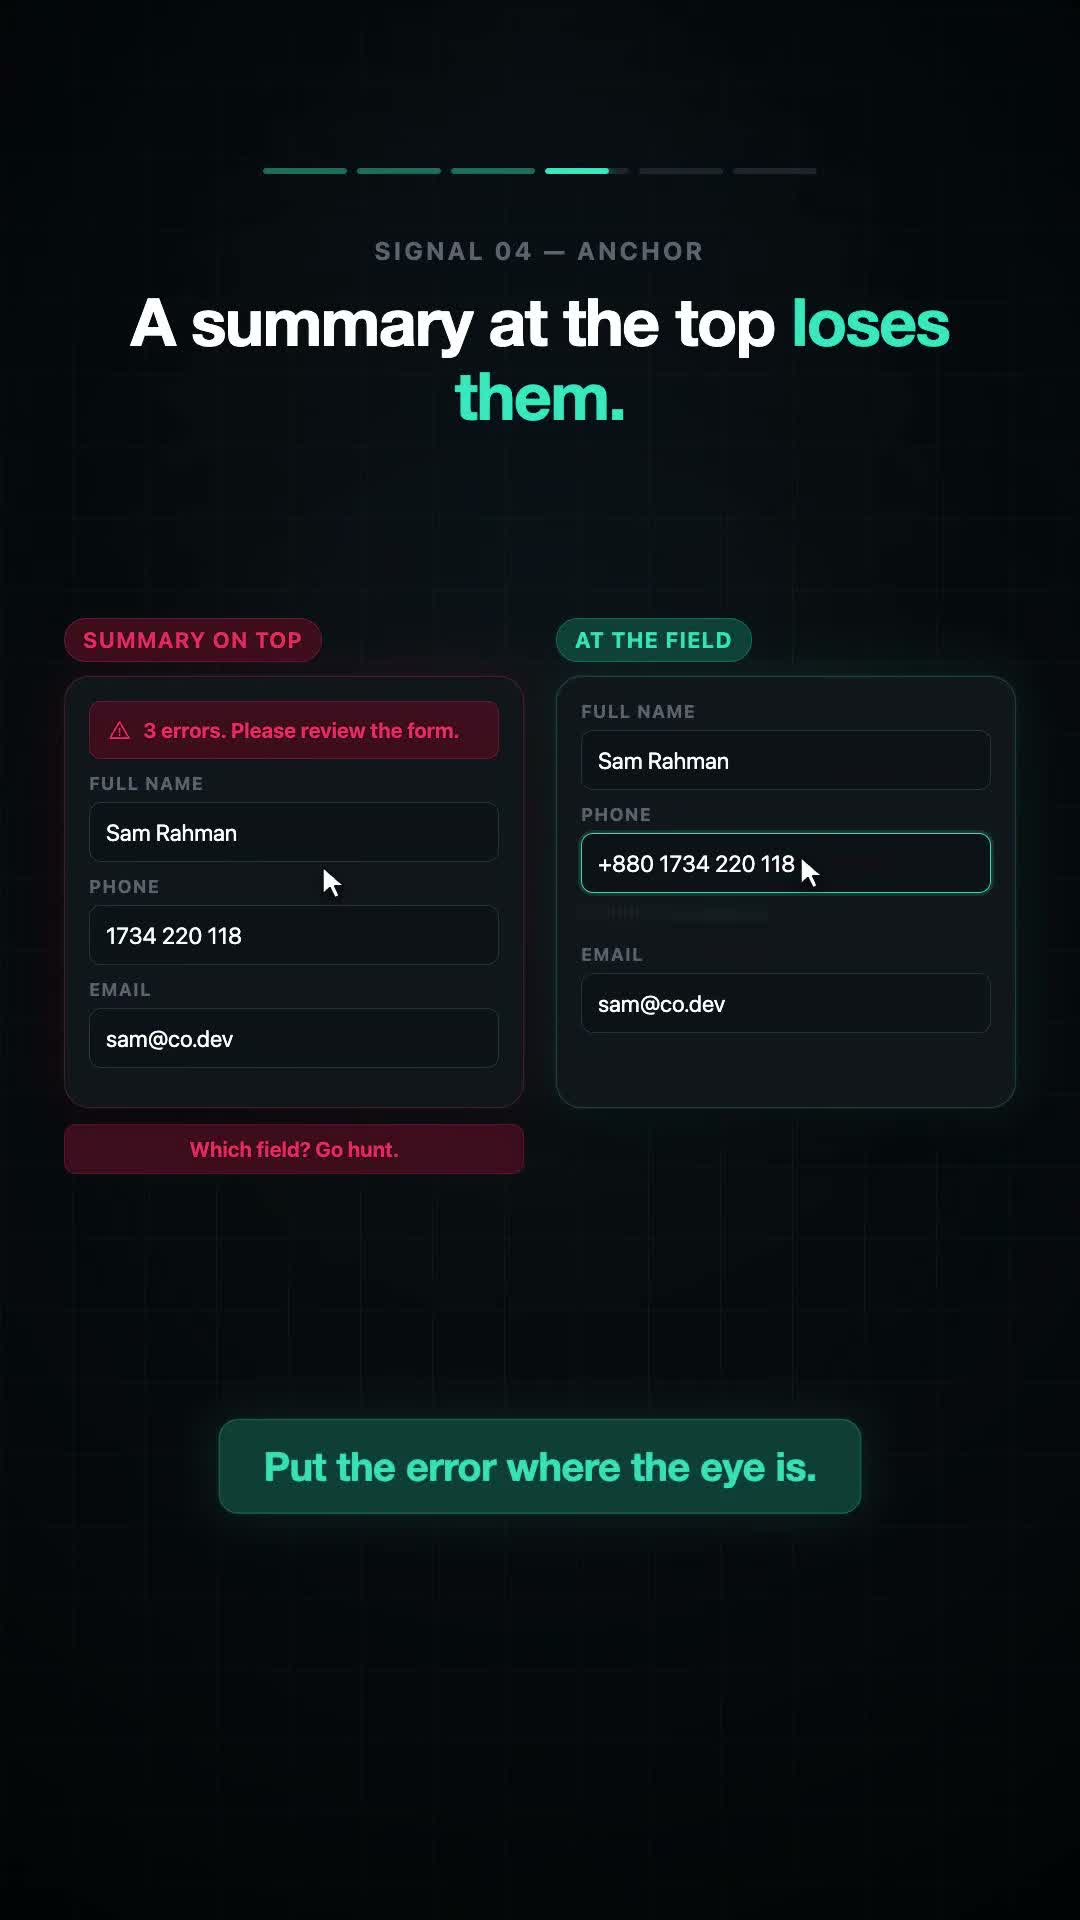 SIGNAL 04 — ANCHOR
A summary at the top loses
them.
SUMMARY ON TOP
⚠ 3 errors. Please review the form.
FULL NAME
Sam Rahman
PHONE
1734 220 118
EMAIL
sam@co.dev
Which field? Go hunt.
AT THE FIELD
FULL NAME
Sam Rahman
PHONE
+880 1734 220 118
EMAIL
sam@co.dev
Put the error where the eye is.